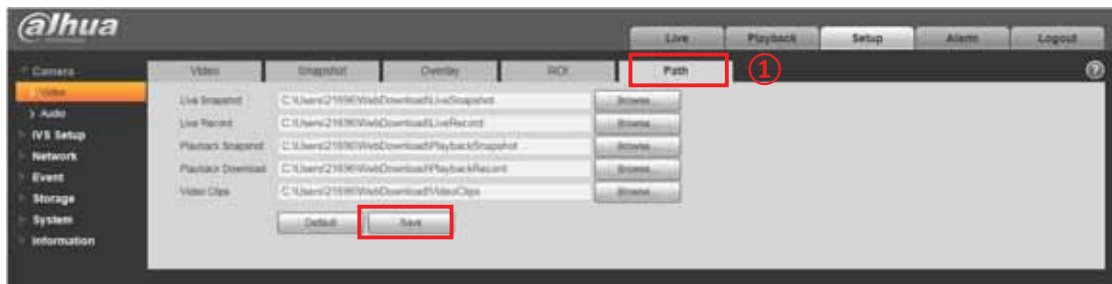 alhua
Live Playback Setup Alarm Logout
Camera Video Snapshot Overlay ROI Path ①
Video Live Snapshot C:\Users\21696\WebDownload\LiveSnapshot Browse...
Audio Live Record C:\Users\21696\WebDownload\LiveRecord Browse...
IVS Setup Playback Snapshot C:\Users\21696\WebDownload\PlaybackSnapshot Browse...
Network Playback Download C:\Users\21696\WebDownload\PlaybackRecord Browse...
Event Video Clips C:\Users\21696\WebDownload\VideoClips Browse...
Storage
System Default Save
Information